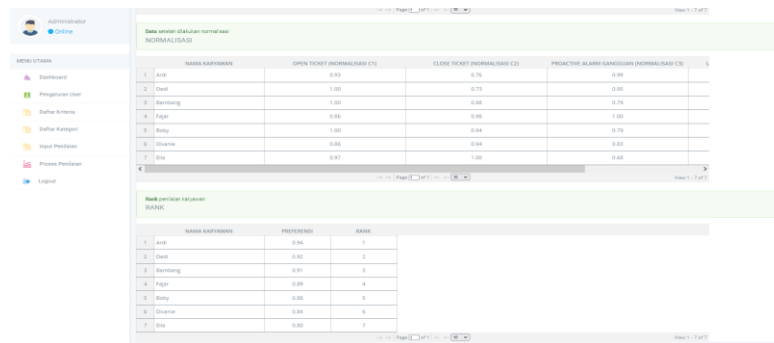 Administrator
Online
MENU UTAMA
Dashboard
Pengaturan User
Daftar Kriteria
Daftar Kategori
Input Penilaian
Proses Penilaian
Logout
Page 1 of 1 View 1 - 7 of 7
Data setelah dilakukan normalisasi
NORMALISASI
NAMA KARYAWAN OPEN TICKET (NORMALISASI C1) CLOSE TICKET (NORMALISASI C2) PROACTIVE ALARM GANGGUAN (NORMALISASI C3)
1 Ardi 0.93 0.76 0.99
2 Dedi 1.00 0.73 0.95
3 Bambang 1.00 0.98 0.79
4 Fejar 0.86 0.99 1.00
5 Boby 1.00 0.94 0.79
6 Divanie 0.86 0.94 0.83
7 Ella 0.97 1.00 0.68
Page 1 of 1 View 1 - 7 of 7
Rank penilaian karyawan
RANK
NAMA KARYAWAN PREFERENSI RANK
1 Ardi 0.94 1
2 Dedi 0.92 2
3 Bambang 0.91 3
4 Fejar 0.89 4
5 Boby 0.88 5
6 Divanie 0.84 6
7 Ella 0.80 7
Page 1 of 1 View 1 - 7 of 7